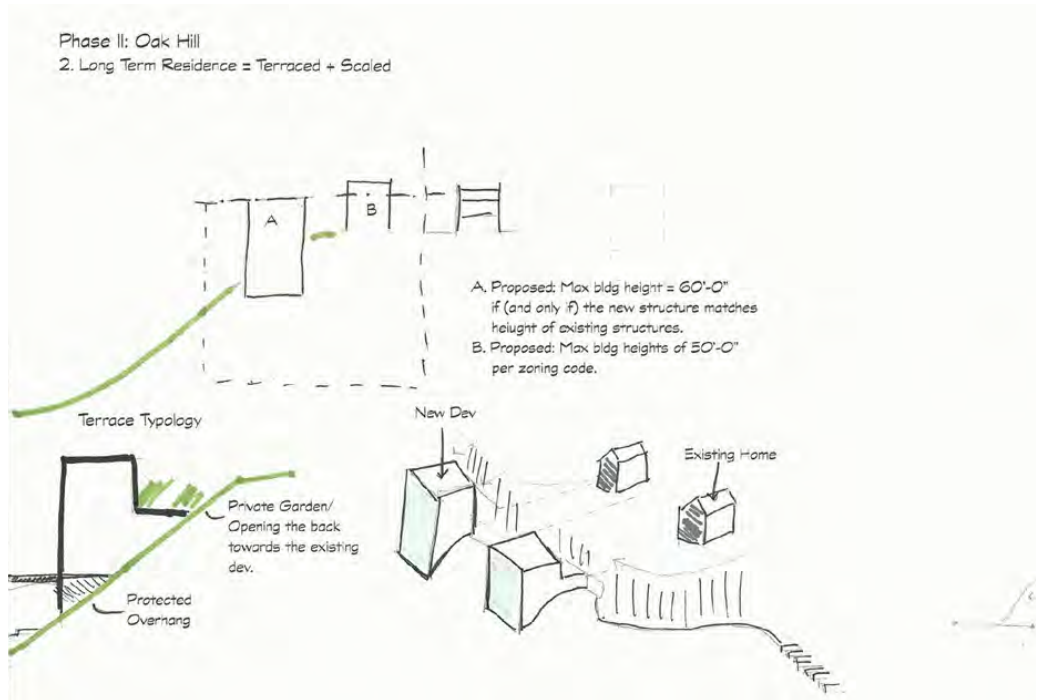 Phase II: Oak Hill
2. Long Term Residence = Terraced + Scaled
A
B
A. Proposed: Max bldg height = 60'-0"
if (and only if) the new structure matches
heiught of existing structures.
B. Proposed: Max bldg heights of 50'-0"
per zoning code.
Terrace Typology
New Dev
Existing Home
Private Garden/
Opening the back
towards the existing
dev.
Protected
Overhang